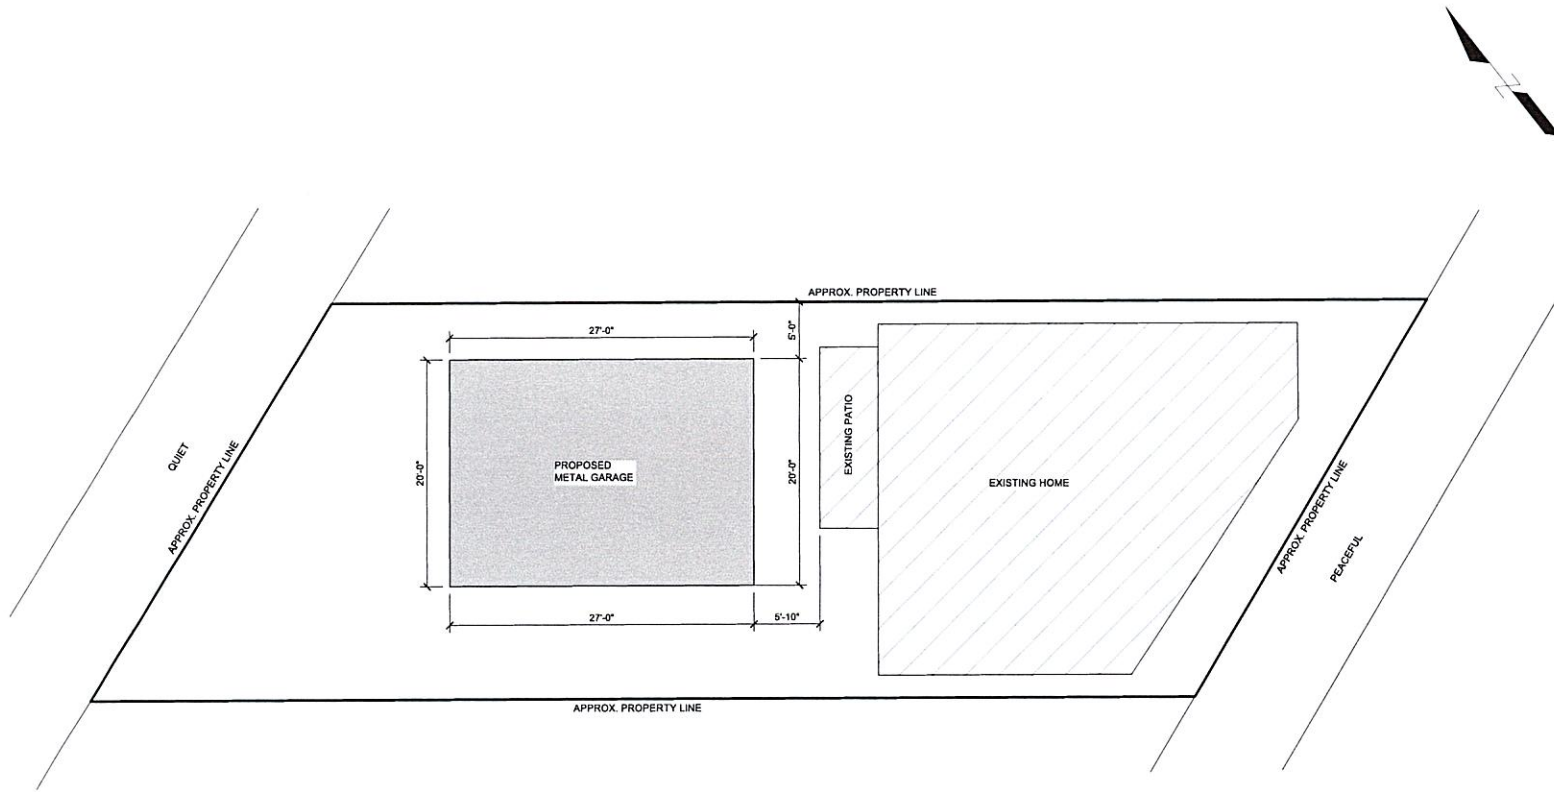 N
APPROX. PROPERTY LINE
27'-0"
5'-0"
20'-0"
20'-0"
EXISTING PATIO
QUIET
APPROX. PROPERTY LINE
PROPOSED
METAL GARAGE
EXISTING HOME
APPROX. PROPERTY LINE
PEACEFUL
27'-0"
5'-10"
APPROX. PROPERTY LINE